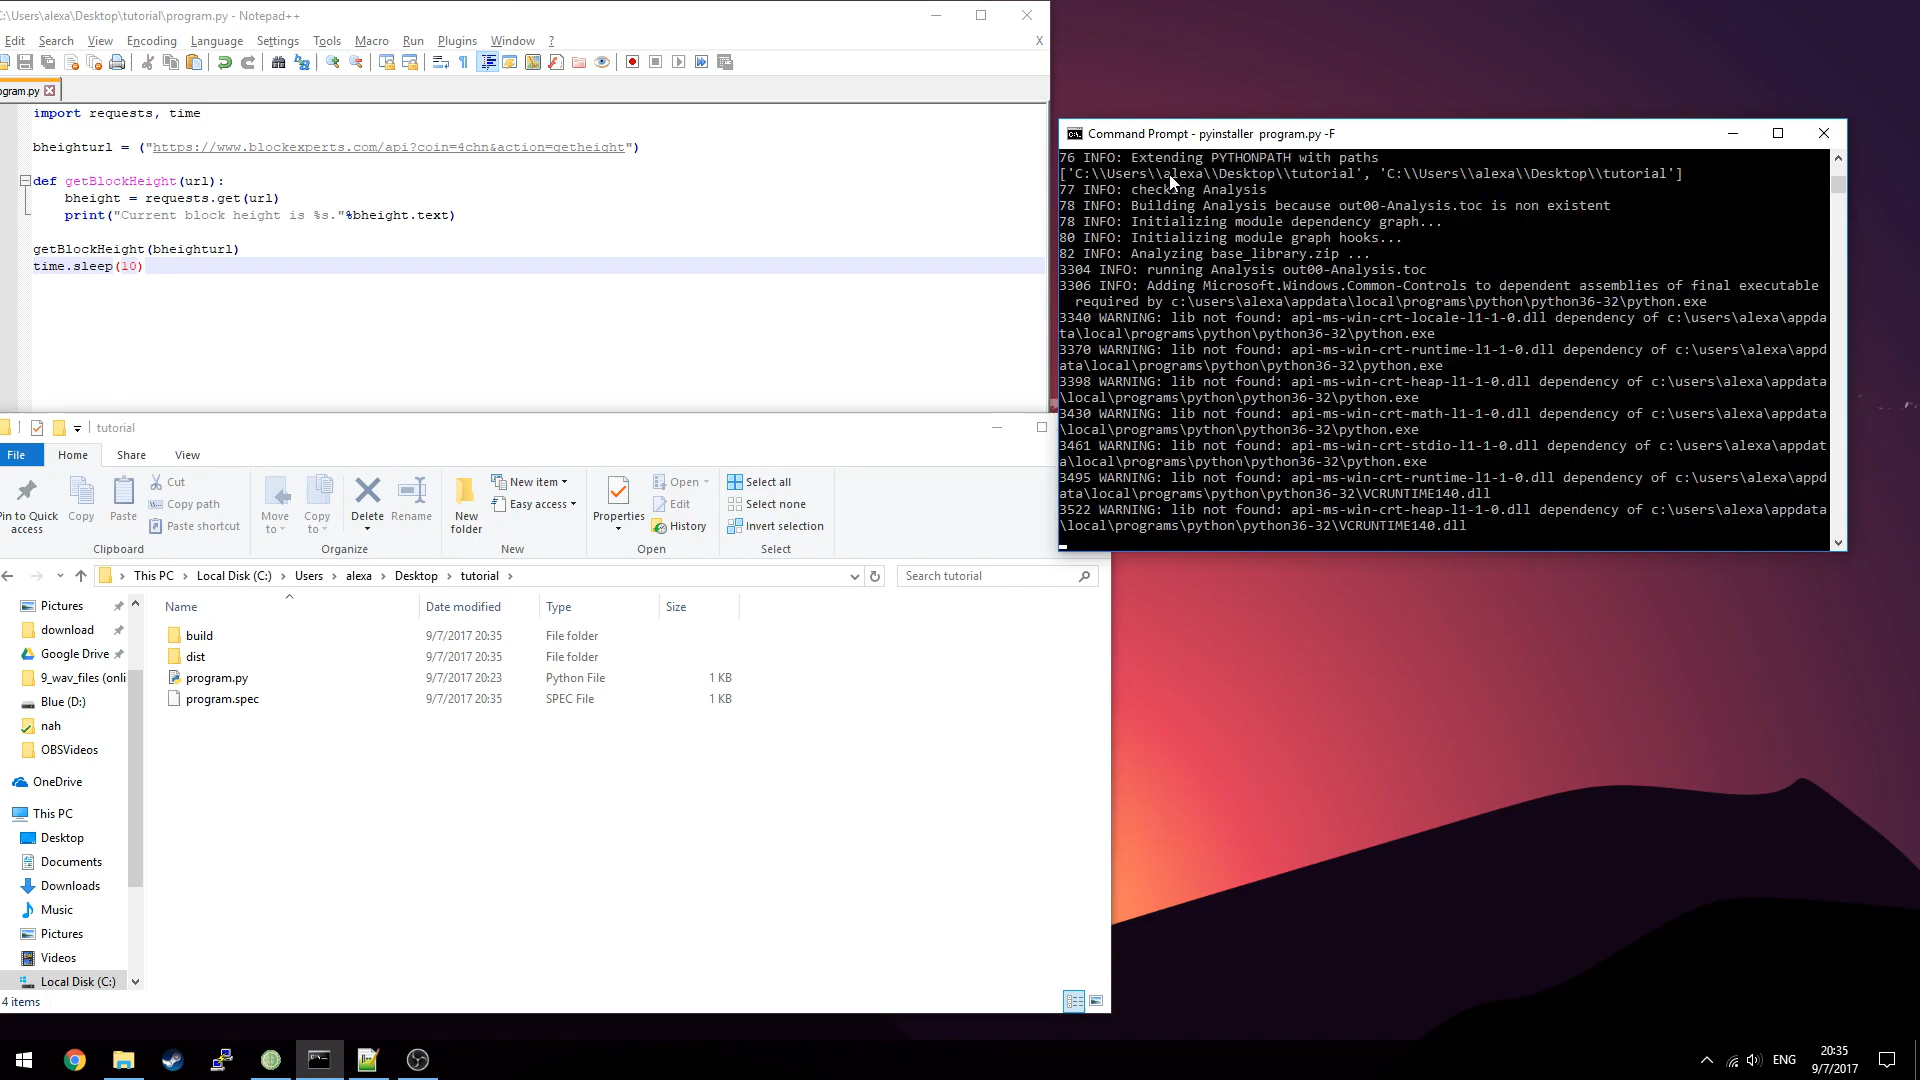 C:\Users\alexa\Desktop\tutorial\program.py - Notepad++
Edit Search View Encoding Language Settings Tools Macro Run Plugins Window ? X
ogram.py
import requests, time
bheighturl = ("https://www.blockexperts.com/api?coin=4chn&action=getheight")
def getBlockHeight(url):
bheight = requests.get(url)
print("Current block height is %s."%bheight.text)
getBlockHeight(bheighturl)
time.sleep(10)
Command Prompt - pyinstaller program.py -F
76 INFO: Extending PYTHONPATH with paths
['C:\\Users\\alexa\\Desktop\\tutorial', 'C:\\Users\\alexa\\Desktop\\tutorial']
77 INFO: checking Analysis
78 INFO: Building Analysis because out00-Analysis.toc is non existent
78 INFO: Initializing module dependency graph...
80 INFO: Initializing module graph hooks...
82 INFO: Analyzing base_library.zip ...
3304 INFO: running Analysis out00-Analysis.toc
3306 INFO: Adding Microsoft.Windows.Common-Controls to dependent assemblies of final executable
required by c:\users\alexa\appdata\local\programs\python\python36-32\python.exe
3340 WARNING: lib not found: api-ms-win-crt-locale-l1-1-0.dll dependency of c:\users\alexa\appda
ta\local\programs\python\python36-32\python.exe
3370 WARNING: lib not found: api-ms-win-crt-runtime-l1-1-0.dll dependency of c:\users\alexa\appd
ata\local\programs\python\python36-32\python.exe
3398 WARNING: lib not found: api-ms-win-crt-heap-l1-1-0.dll dependency of c:\users\alexa\appdata
\local\programs\python\python36-32\python.exe
3430 WARNING: lib not found: api-ms-win-crt-math-l1-1-0.dll dependency of c:\users\alexa\appdata
\local\programs\python\python36-32\python.exe
3461 WARNING: lib not found: api-ms-win-crt-stdio-l1-1-0.dll dependency of c:\users\alexa\appdat
a\local\programs\python\python36-32\python.exe
3495 WARNING: lib not found: api-ms-win-crt-runtime-l1-1-0.dll dependency of c:\users\alexa\appd
ata\local\programs\python\python36-32\VCRUNTIME140.dll
3522 WARNING: lib not found: api-ms-win-crt-heap-l1-1-0.dll dependency of c:\users\alexa\appdata
\local\programs\python\python36-32\VCRUNTIME140.dll
tutorial
File Home Share View
Pin to Quick access
Copy
Paste
Cut
Copy path
Paste shortcut
Clipboard
Move to
Copy to
Delete
Rename
Organize
New folder
New item
Easy access
New
Properties
Open
Edit
History
Open
Select all
Select none
Invert selection
Select
This PC > Local Disk (C:) > Users > alexa > Desktop > tutorial >
Search tutorial
Name Date modified Type Size
build 9/7/2017 20:35 File folder
dist 9/7/2017 20:35 File folder
program.py 9/7/2017 20:23 Python File 1 KB
program.spec 9/7/2017 20:35 SPEC File 1 KB
Pictures
download
Google Drive
9_wav_files (onli
Blue (D:)
nah
OBSVideos
OneDrive
This PC
Desktop
Documents
Downloads
Music
Pictures
Videos
Local Disk (C:)
4 items
ENG
20:35
9/7/2017